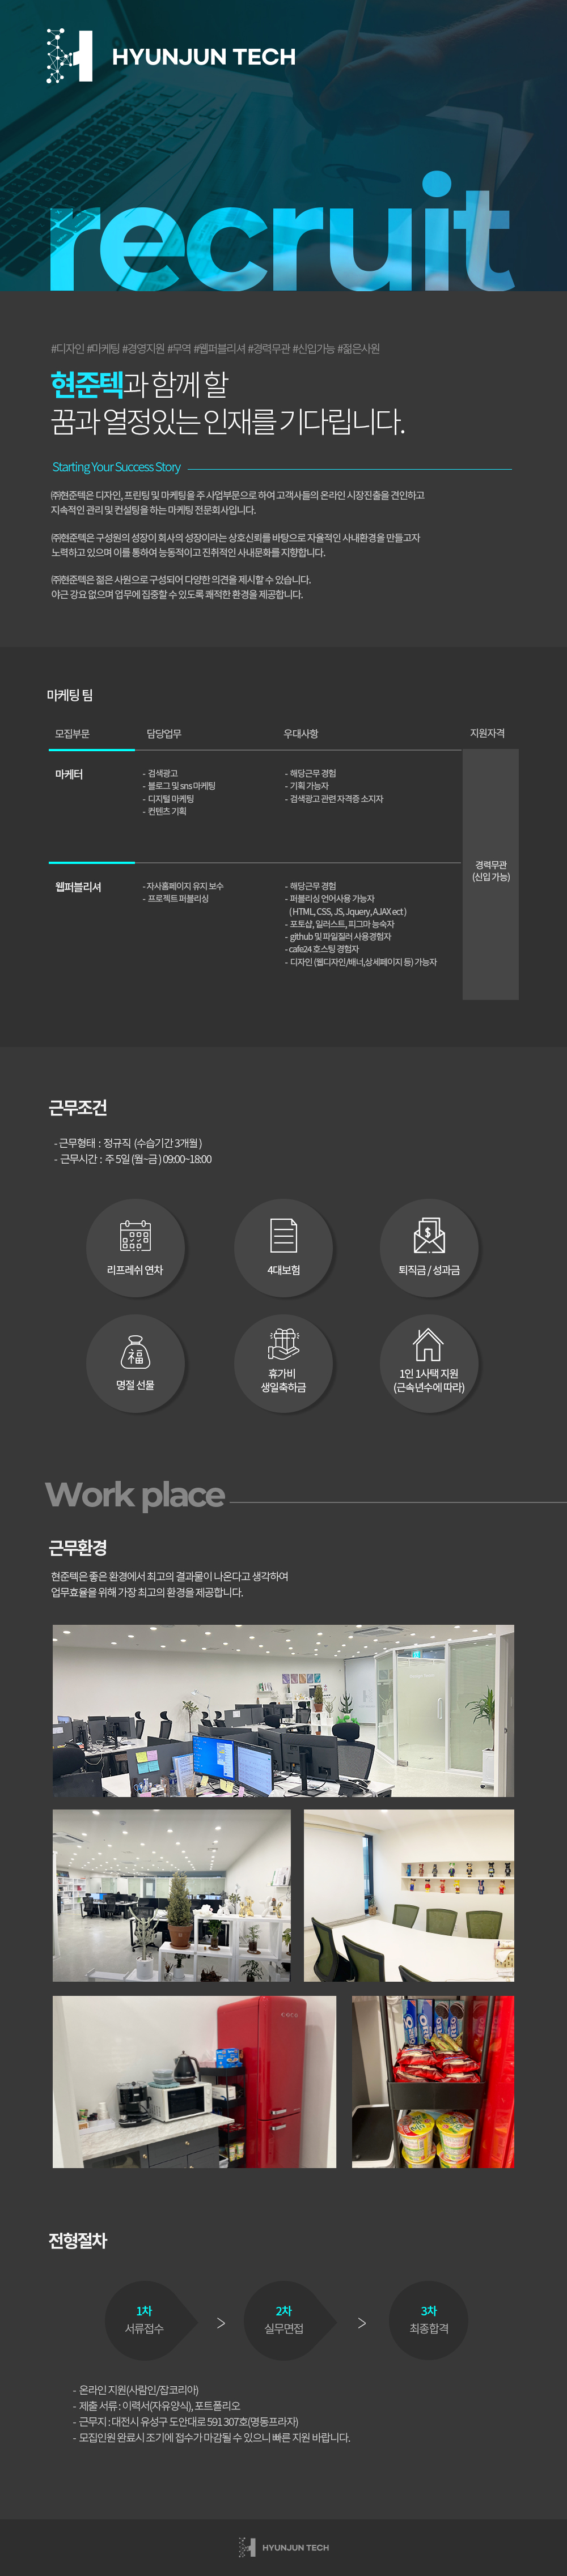 HYUNJUN TECH
recruit
#디자인 #마케팅 #경영지원 #무역 #웹퍼블리셔 #경력무관 #신입가능 #젊은사원
현준텍과 함께 할
꿈과 열정있는 인재를 기다립니다.
Starting Your Success Story
㈜현준텍은 디자인, 프린팅 및 마케팅을 주 사업부문으로 하여 고객사들의 온라인 시장진출을 견인하고
지속적인 관리 및 컨설팅을 하는 마케팅 전문회사입니다.
㈜현준텍은 구성원의 성장이 회사의 성장이라는 상호신뢰를 바탕으로 자율적인 사내환경을 만들고자
노력하고 있으며 이를 통하여 능동적이고 진취적인 사내문화를 지향합니다.
㈜현준텍은 젊은 사원으로 구성되어 다양한 의견을 제시할 수 있습니다.
야근 강요 없으며 업무에 집중할 수 있도록 쾌적한 환경을 제공합니다.
마케팅 팀
모집부문 담당업무 우대사항 지원자격
마케터
- 검색광고
- 블로그 및 sns 마케팅
- 디지털 마케팅
- 컨텐츠 기획
- 해당근무 경험
- 기획 가능자
- 검색광고 관련 자격증 소지자
경력무관
(신입 가능)
웹퍼블리셔
- 자사홈페이지 유지 보수
- 프로젝트 퍼블리싱
- 해당근무 경험
- 퍼블리싱 언어사용 가능자
( HTML, CSS, JS, Jquery, AJAX ect )
- 포토샵, 일러스트, 피그마 능숙자
- github 및 파일질러 사용경험자
- cafe24 호스팅 경험자
- 디자인 (웹디자인/배너,상세페이지 등) 가능자
근무조건
- 근무형태 : 정규직 (수습기간 3개월)
- 근무시간 : 주 5일 (월~금) 09:00~18:00
리프레쉬 연차
4대보험
퇴직금 / 성과금
福
명절 선물
휴가비
생일축하금
1인 1사택 지원
(근속년수에 따라)
Work place
근무환경
현준텍은 좋은 환경에서 최고의 결과물이 나온다고 생각하여
업무효율을 위해 가장 최고의 환경을 제공합니다.
전형절차
1차
서류접수
>
2차
실무면접
>
3차
최종합격
- 온라인 지원(사람인/잡코리아)
- 제출 서류 : 이력서(자유양식), 포트폴리오
- 근무지 : 대전시 유성구 도안대로 591 307호(명동프라자)
- 모집인원 완료시 조기에 접수가 마감될 수 있으니 빠른 지원 바랍니다.
HYUNJUN TECH